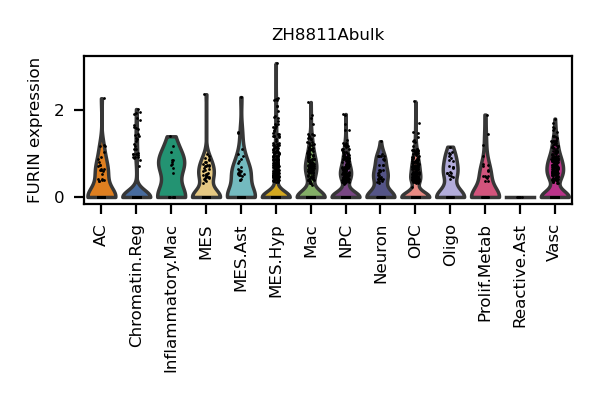 ZH8811Abulk
FURIN expression
2
0
AC
Chromatin.Reg
Inflammatory.Mac
MES
MES.Ast
MES.Hyp
Mac
NPC
Neuron
OPC
Oligo
Prolif.Metab
Reactive.Ast
Vasc